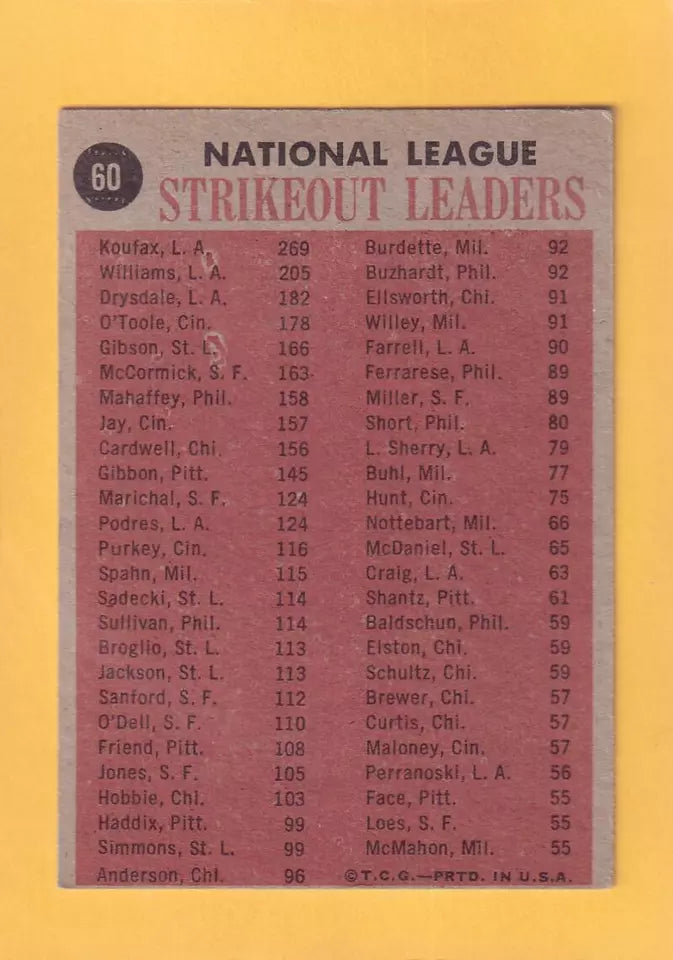 60
NATIONAL LEAGUE
STRIKEOUT LEADERS
Koufax, L. A. 269
Williams, L. A. 205
Drysdale, L. A. 182
O'Toole, Cin. 178
Gibson, St. L. 166
McCormick, S. F. 163
Mahaffey, Phil. 158
Jay, Cin. 157
Cardwell, Chi. 156
Gibbon, Pitt. 145
Marichal, S. F. 124
Podres, L. A. 124
Purkey, Cin. 116
Spahn, Mil. 115
Sadecki, St. L. 114
Sullivan, Phil. 114
Broglio, St. L. 113
Jackson, St. L. 113
Sanford, S. F. 112
O'Dell, S. F. 110
Friend, Pitt. 108
Jones, S. F. 105
Hobbie, Chi. 103
Haddix, Pitt. 99
Simmons, St. L. 99
Anderson, Chi. 96
Burdette, Mil. 92
Buzhardt, Phil. 92
Ellsworth, Chi. 91
Willey, Mil. 91
Farrell, L. A. 90
Ferrarese, Phil. 89
Miller, S. F. 89
Short, Phil. 80
L. Sherry, L. A. 79
Buhl, Mil. 77
Hunt, Cin. 75
Nottebart, Mil. 66
McDaniel, St. L. 65
Craig, L. A. 63
Shantz, Pitt. 61
Baldschun, Phil. 59
Elston, Chi. 59
Schultz, Chi. 59
Brewer, Chi. 57
Curtis, Chi. 57
Maloney, Cin. 57
Perranoski, L. A. 56
Face, Pitt. 55
Loes, S. F. 55
McMahon, Mil. 55
©T.C.G.—PRTD. IN U.S.A.